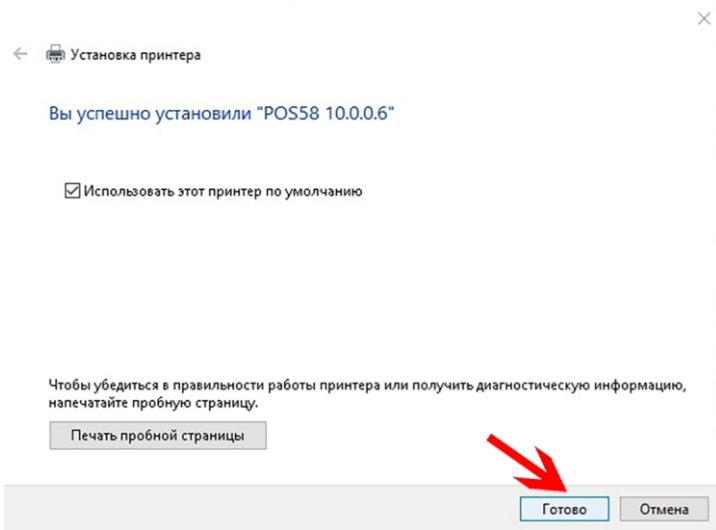 Установка принтера
Вы успешно установили "POS58 10.0.0.6"
Использовать этот принтер по умолчанию
Чтобы убедиться в правильности работы принтера или получить диагностическую информацию,
напечатайте пробную страницу.
Печать пробной страницы
Готово
Отмена